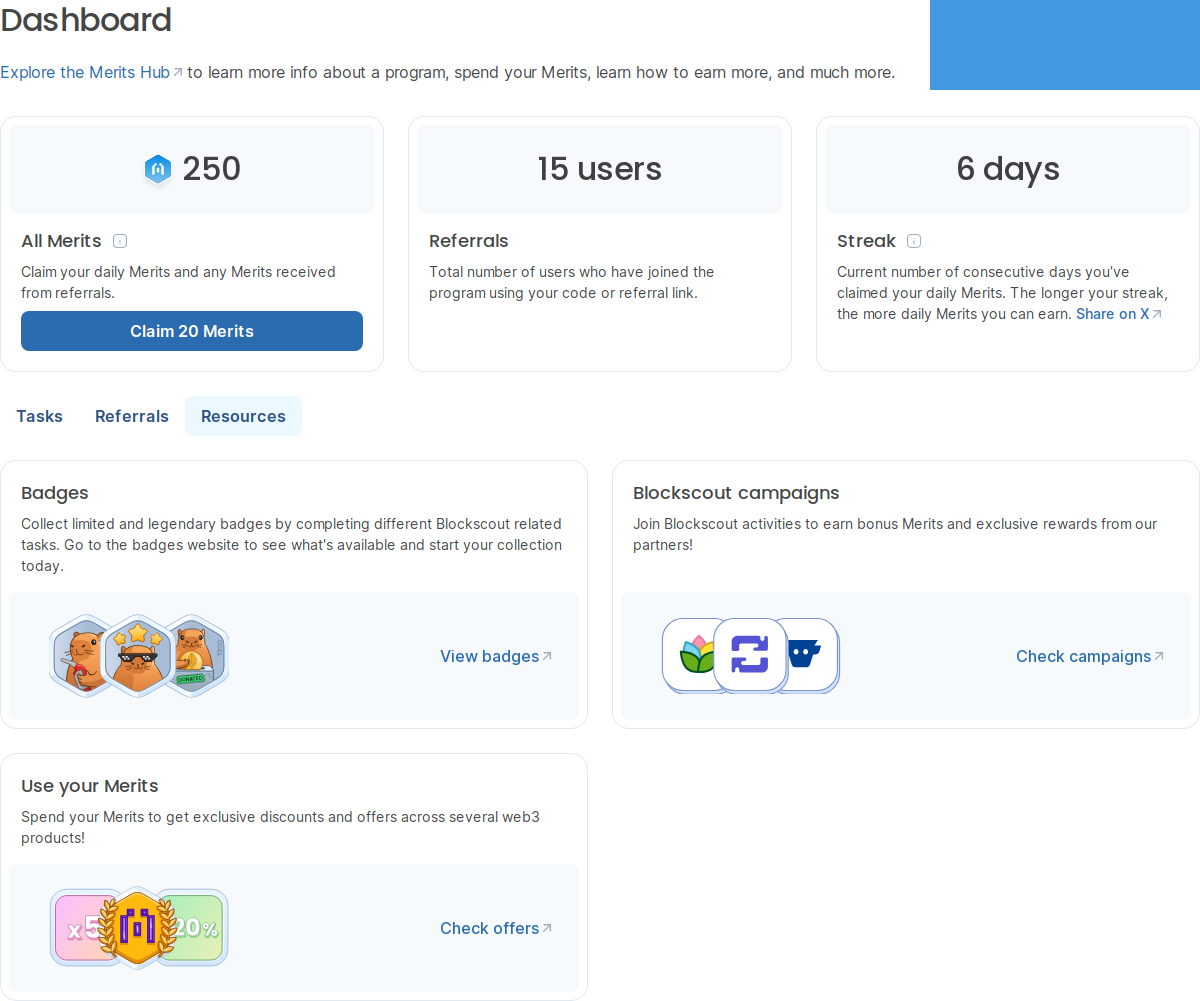 Dashboard
Explore the Merits Hub to learn more info about a program, spend your Merits, learn how to earn more, and much more.
250
All Merits
Claim your daily Merits and any Merits received
from referrals.
Claim 20 Merits
15 users
Referrals
Total number of users who have joined the
program using your code or referral link.
6 days
Streak
Current number of consecutive days you've
claimed your daily Merits. The longer your streak,
the more daily Merits you can earn. Share on X
Tasks
Referrals
Resources
Badges
Collect limited and legendary badges by completing different Blockscout related
tasks. Go to the badges website to see what's available and start your collection
today.
DONATED
View badges
Blockscout campaigns
Join Blockscout activities to earn bonus Merits and exclusive rewards from our
partners!
Check campaigns
Use your Merits
Spend your Merits to get exclusive discounts and offers across several web3
products!
x5
20%
Check offers